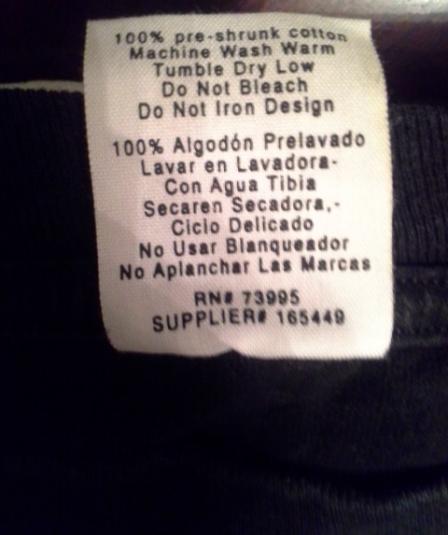 100% pre-shrunk cotton
Machine Wash Warm
Tumble Dry Low
Do Not Bleach
Do Not Iron Design
100% Algodón Prelavado
Lavar en Lavadora-
Con Agua Tibia
Secaren Secadora,-
Ciclo Delicado
No Usar Blanqueador
No Aplanchar Las Marcas
RN# 73995
SUPPLIER# 165449